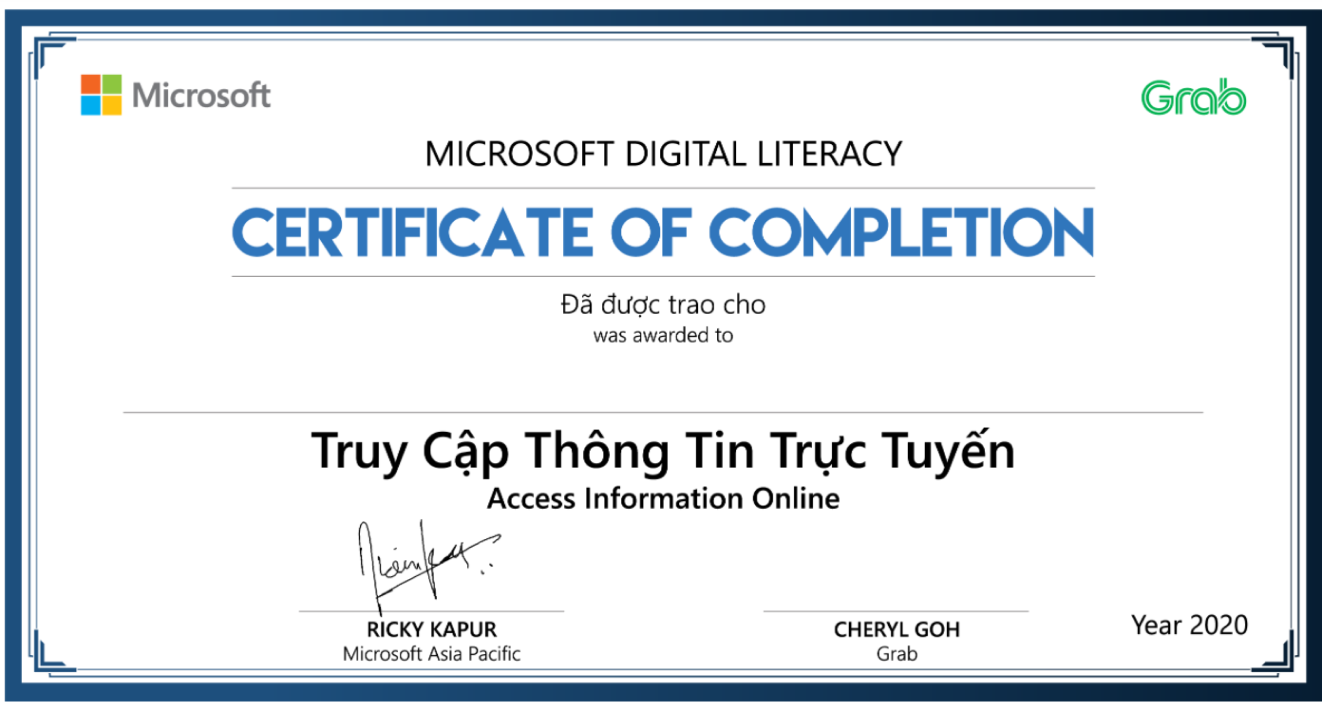 Microsoft
Grab
MICROSOFT DIGITAL LITERACY
CERTIFICATE OF COMPLETION
Đã được trao cho
was awarded to
Truy Cập Thông Tin Trực Tuyến
Access Information Online
RICKY KAPUR
Microsoft Asia Pacific
CHERYL GOH
Grab
Year 2020